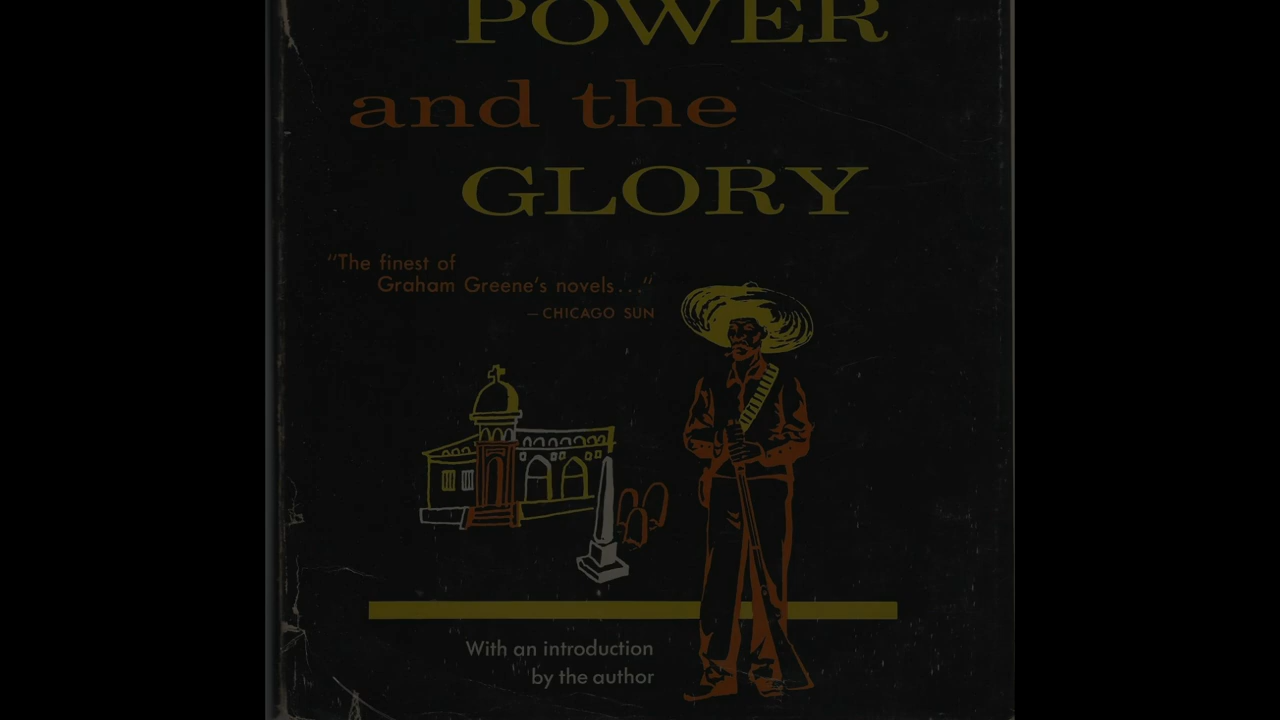 POWER
and the
GLORY
"The finest of
Graham Greene's novels..."
—CHICAGO SUN
With an introduction
by the author